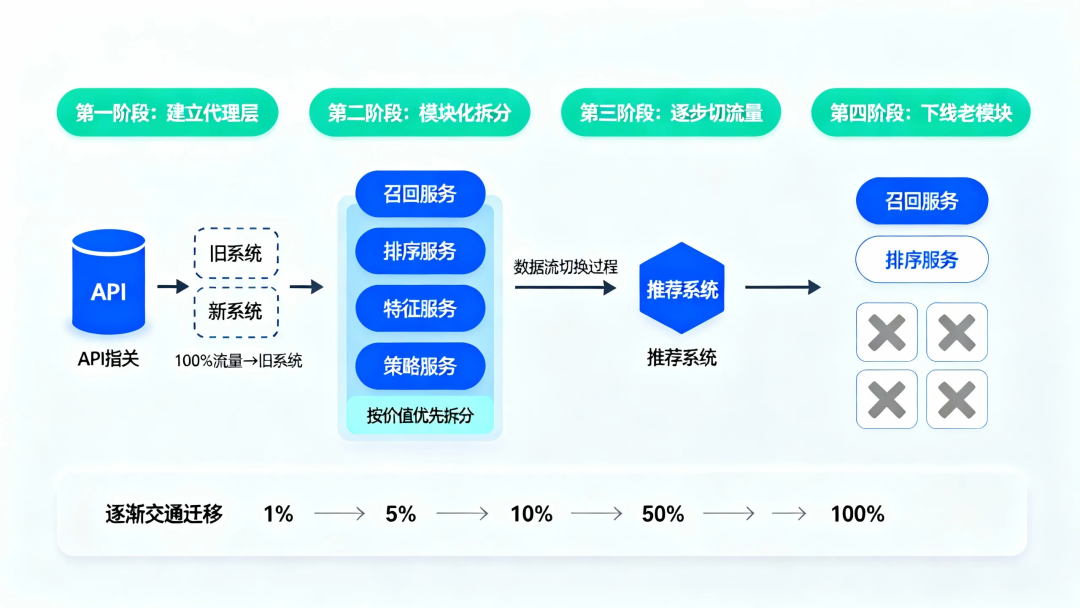 第一阶段：建立代理层
第二阶段：模块化拆分
第三阶段：逐步切流量
第四阶段：下线老模块
API
API指关
旧系统
新系统
100%流量→旧系统
召回服务
排序服务
特征服务
策略服务
按价值优先拆分
数据流切换过程
推荐系统
推荐系统
召回服务
排序服务
逐渐交通迁移 1% → 5% → 10% → 50% → → 100%